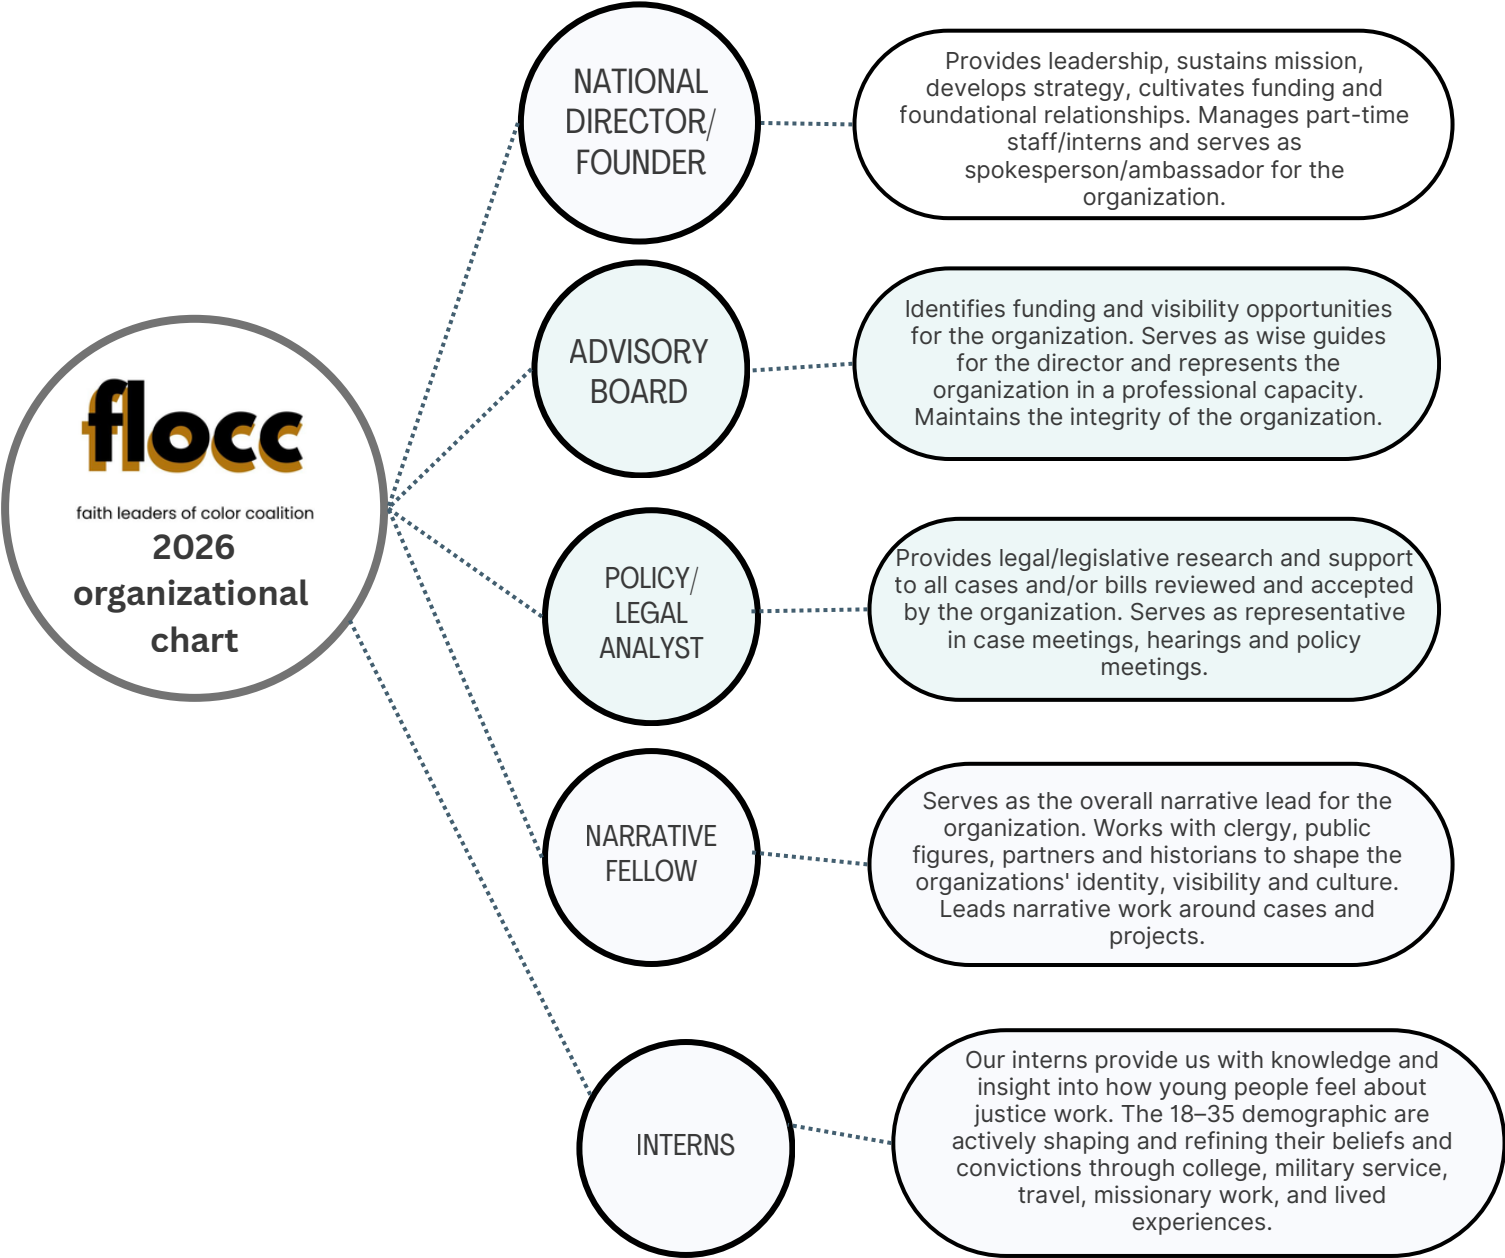 flocc
faith leaders of color coalition
2026
organizational
chart
NATIONAL
DIRECTOR/
FOUNDER
Provides leadership, sustains mission,
develops strategy, cultivates funding and
foundational relationships. Manages part-time
staff/interns and serves as
spokesperson/ambassador for the
organization.
ADVISORY
BOARD
Identifies funding and visibility opportunities
for the organization. Serves as wise guides
for the director and represents the
organization in a professional capacity.
Maintains the integrity of the organization.
POLICY/
LEGAL
ANALYST
Provides legal/legislative research and support
to all cases and/or bills reviewed and accepted
by the organization. Serves as representative
in case meetings, hearings and policy
meetings.
NARRATIVE
FELLOW
Serves as the overall narrative lead for the
organization. Works with clergy, public
figures, partners and historians to shape the
organizations' identity, visibility and culture.
Leads narrative work around cases and
projects.
INTERNS
Our interns provide us with knowledge and
insight into how young people feel about
justice work. The 18–35 demographic are
actively shaping and refining their beliefs and
convictions through college, military service,
travel, missionary work, and lived
experiences.